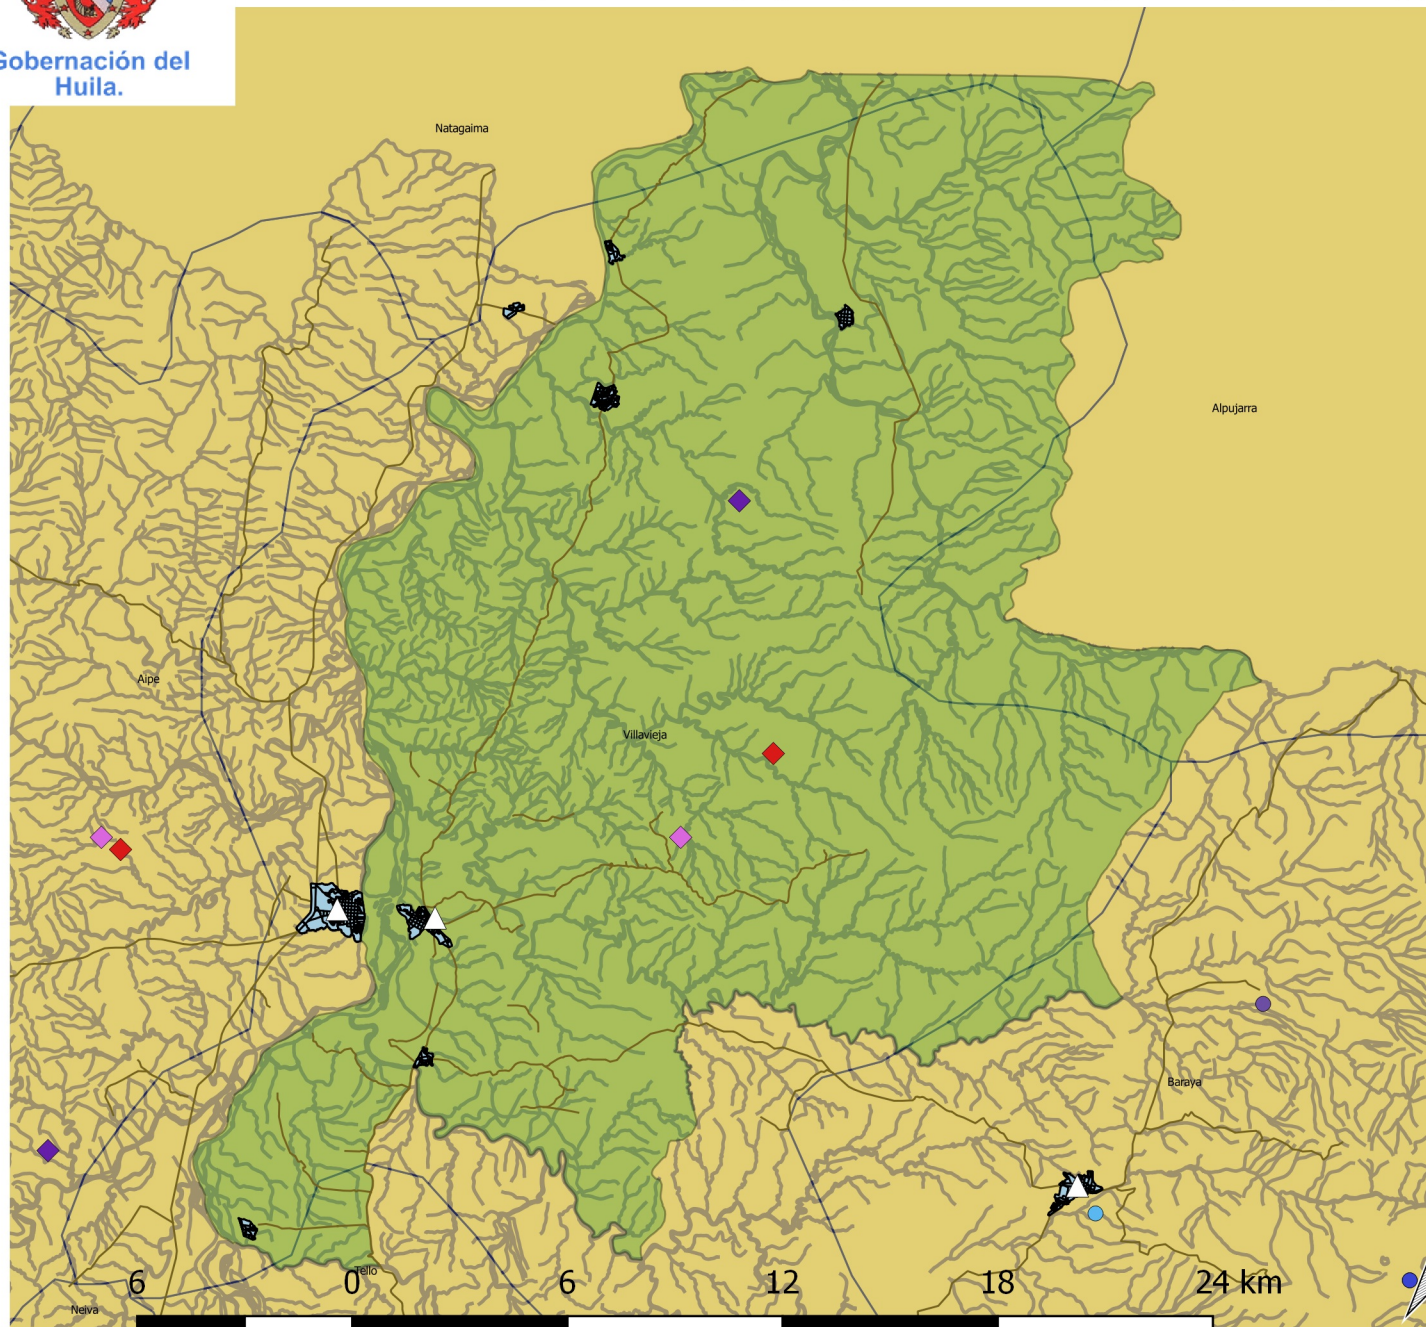 Gobernación del
Huila.
Natagaima
Alpujarra
Aipe
Villavieja
Baraya
Tello
Neiva
6 0 6 12 18 24 km